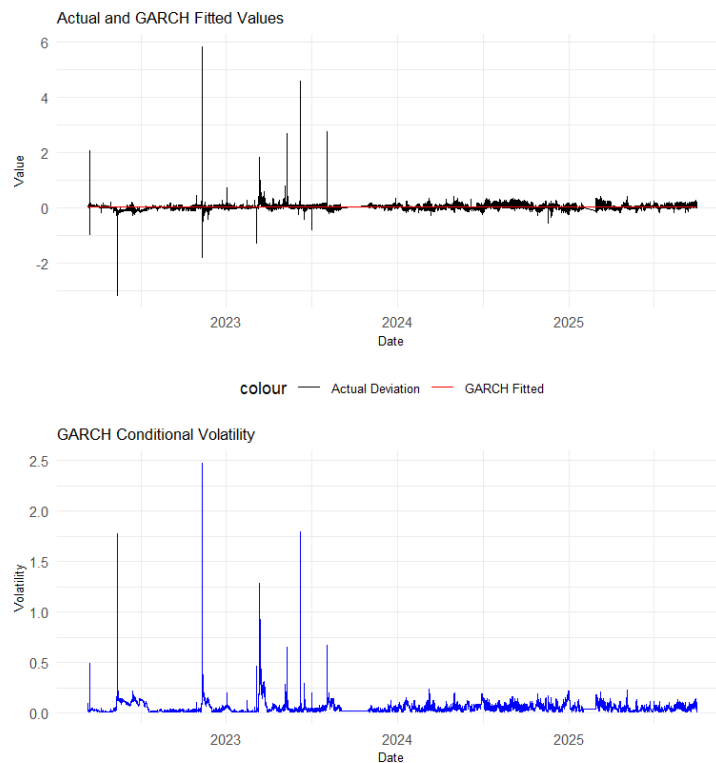 Actual and GARCH Fitted Values
6
4
2
0
-2
Value
2023 2024 2025
Date
colour Actual Deviation GARCH Fitted
GARCH Conditional Volatility
2.5
2.0
1.5
1.0
0.5
0.0
Volatility
2023 2024 2025
Date